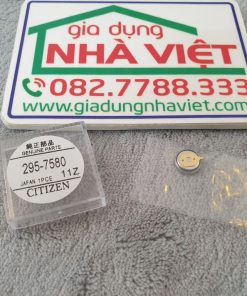 gia dụng
NHÀ VIỆT
082.7788.333
www.giadungnhaviet.com
純正部品
GENUINE PARTS
295-7580
JAPAN 1PCE 11Z
CITIZEN